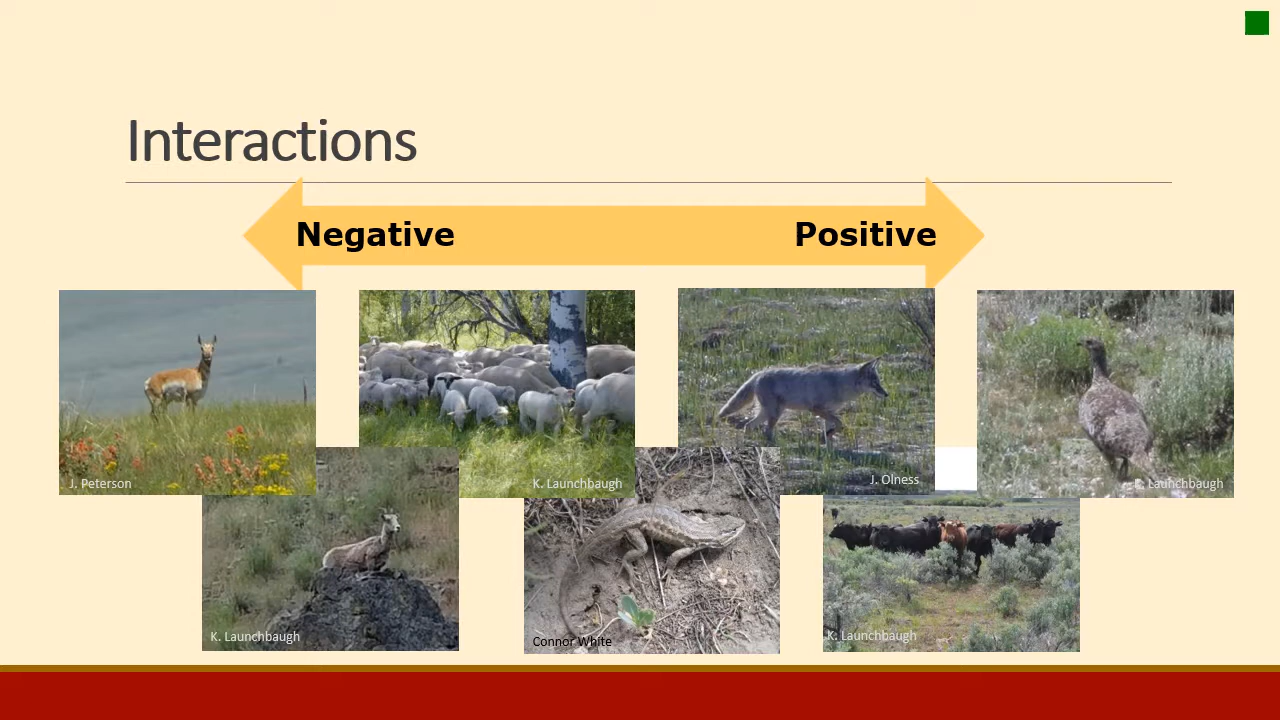 Interactions
Negative Positive
J. Peterson
K. Launchbaugh
J. Olness
K. Launchbaugh
K. Launchbaugh
Connor White
K. Launchbaugh